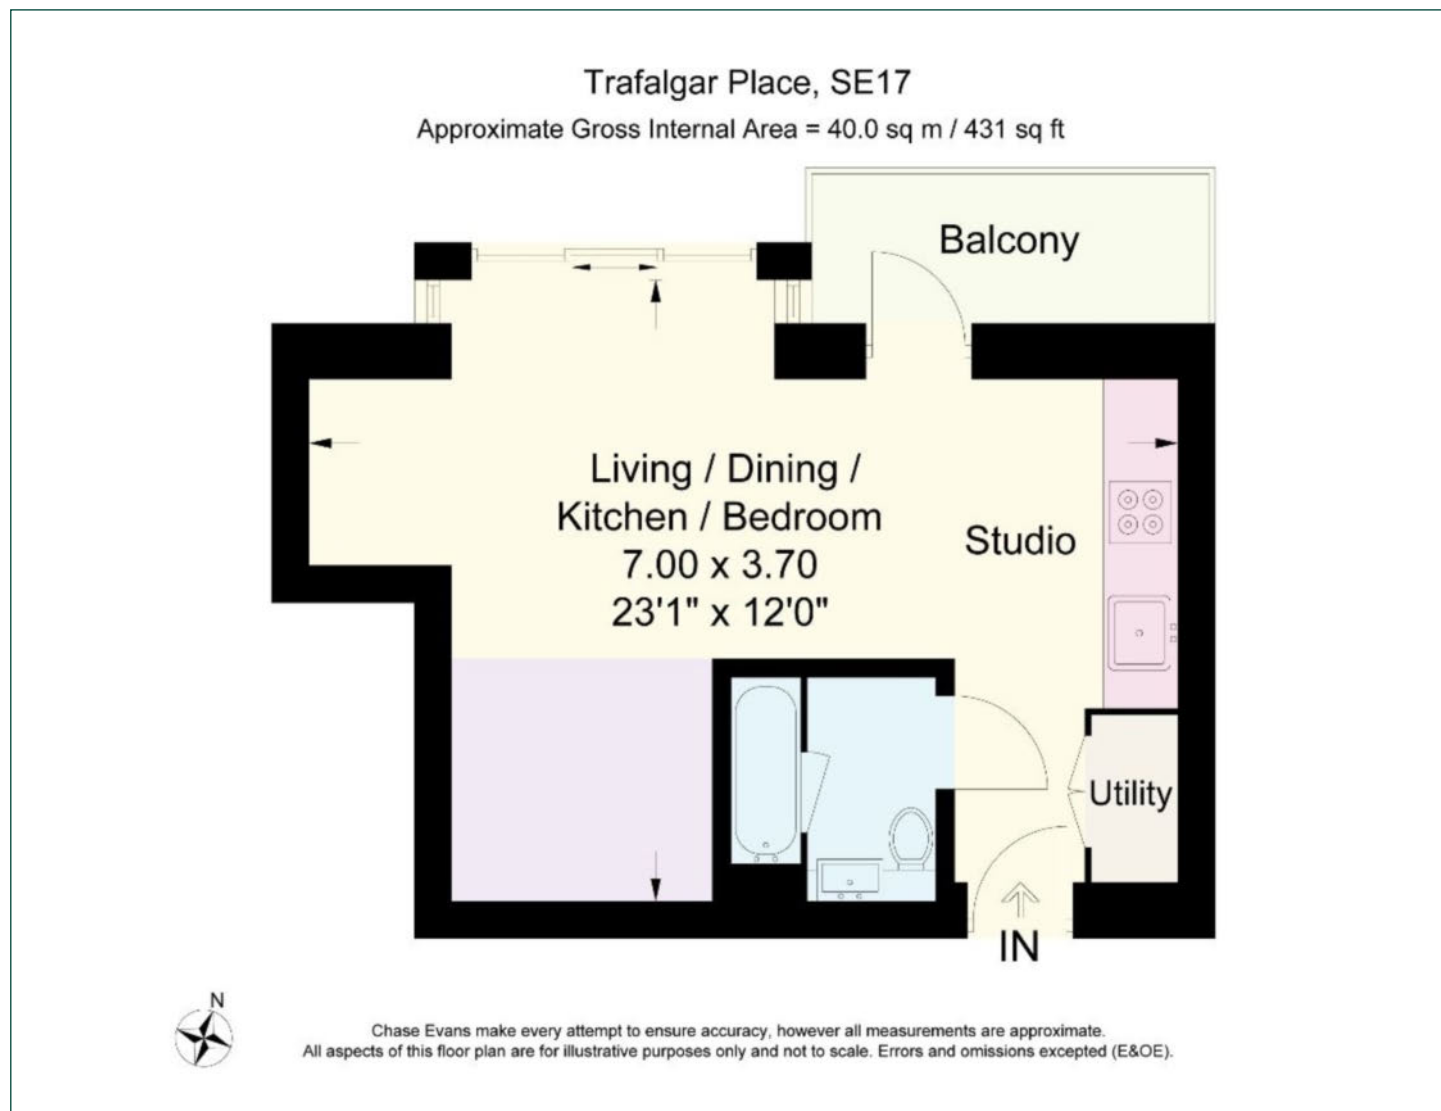 Trafalgar Place, SE17
Approximate Gross Internal Area = 40.0 sq m / 431 sq ft
Balcony
Living / Dining /
Kitchen / Bedroom
7.00 x 3.70
23'1" x 12'0"
Studio
Utility
IN
N
Chase Evans make every attempt to ensure accuracy, however all measurements are approximate.
All aspects of this floor plan are for illustrative purposes only and not to scale. Errors and omissions excepted (E&OE).